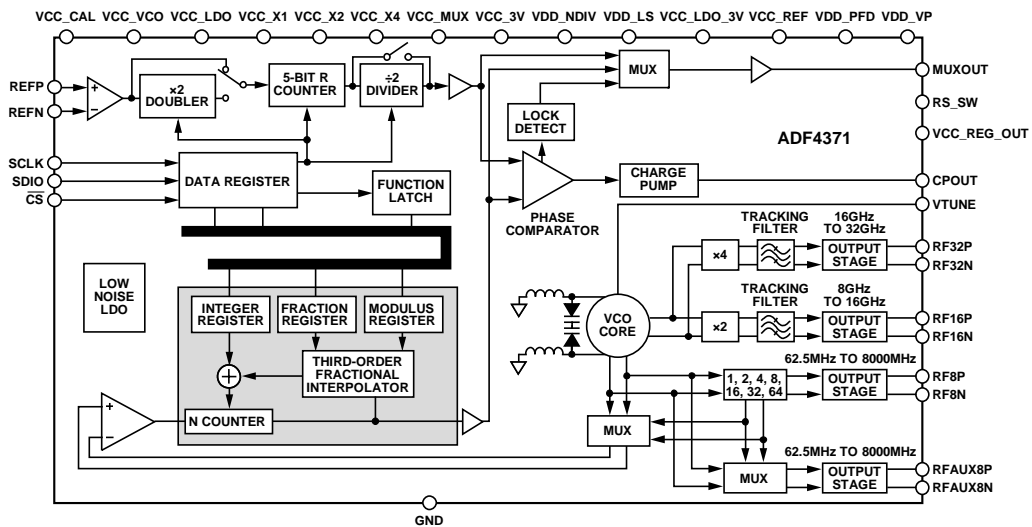 VCC_CAL VCC_VCO VCC_LDO VCC_X1 VCC_X2 VCC_X4 VCC_MUX VCC_3V VDD_NDIV VDD_LS VCC_LDO_3V VCC_REF VDD_PFD VDD_VP
REFP
REFN
+
–
×2
DOUBLER
5-BIT R
COUNTER
÷2
DIVIDER
MUX
MUXOUT
LOCK
DETECT
RS_SW
VCC_REG_OUT
ADF4371
SCLK
SDIO
CS
DATA REGISTER
FUNCTION
LATCH
PHASE
COMPARATOR
CHARGE
PUMP
CPOUT
VTUNE
LOW
NOISE
LDO
INTEGER
REGISTER
FRACTION
REGISTER
MODULUS
REGISTER
THIRD-ORDER
FRACTIONAL
INTERPOLATOR
+
N COUNTER
+
–
VCO
CORE
×4
TRACKING
FILTER
16GHz
TO 32GHz
OUTPUT
STAGE
RF32P
RF32N
×2
TRACKING
FILTER
8GHz
TO 16GHz
OUTPUT
STAGE
RF16P
RF16N
62.5MHz TO 8000MHz
1, 2, 4, 8,
16, 32, 64
OUTPUT
STAGE
RF8P
RF8N
MUX
62.5MHz TO 8000MHz
MUX
OUTPUT
STAGE
RFAUX8P
RFAUX8N
GND